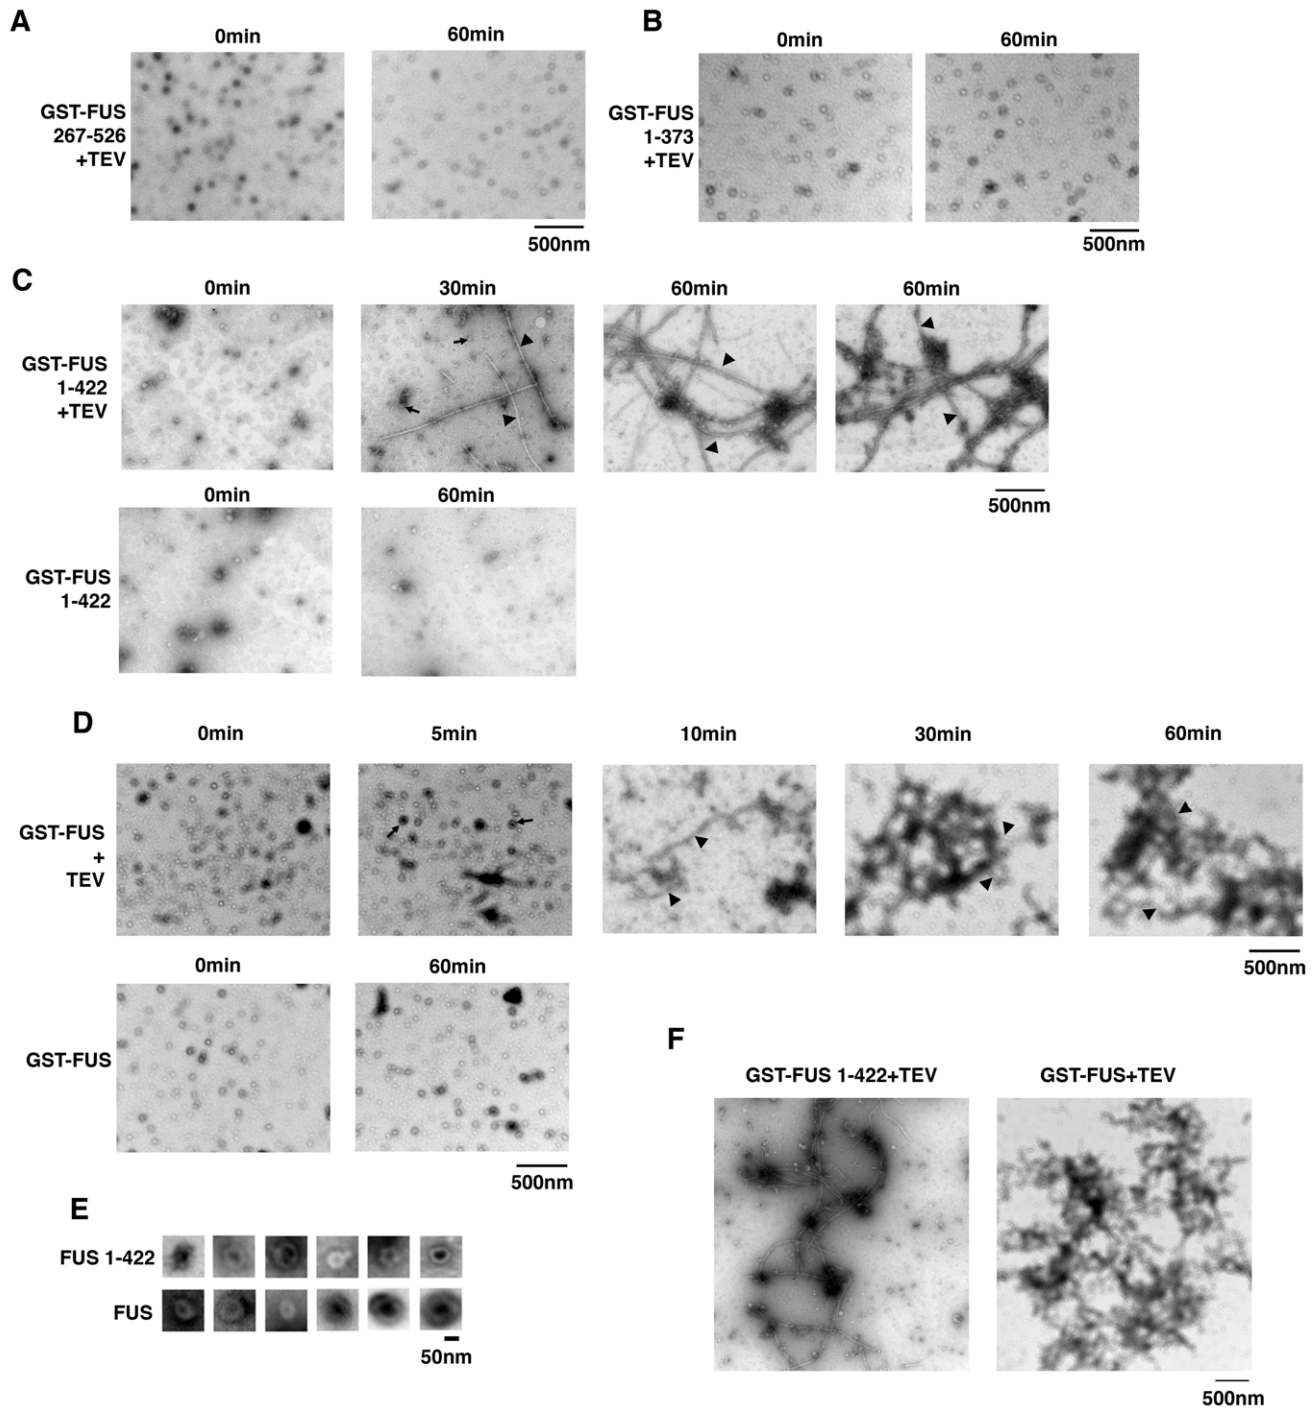 A
0min
60min
GST-FUS
267-526
+TEV
500nm
B
0min
60min
GST-FUS
1-373
+TEV
500nm
C
0min
30min
60min
60min
GST-FUS
1-422
+TEV
500nm
0min
60min
GST-FUS
1-422
D
0min
5min
10min
30min
60min
GST-FUS
+
TEV
500nm
0min
60min
GST-FUS
500nm
E
FUS 1-422
FUS
50nm
F
GST-FUS 1-422+TEV
GST-FUS+TEV
500nm